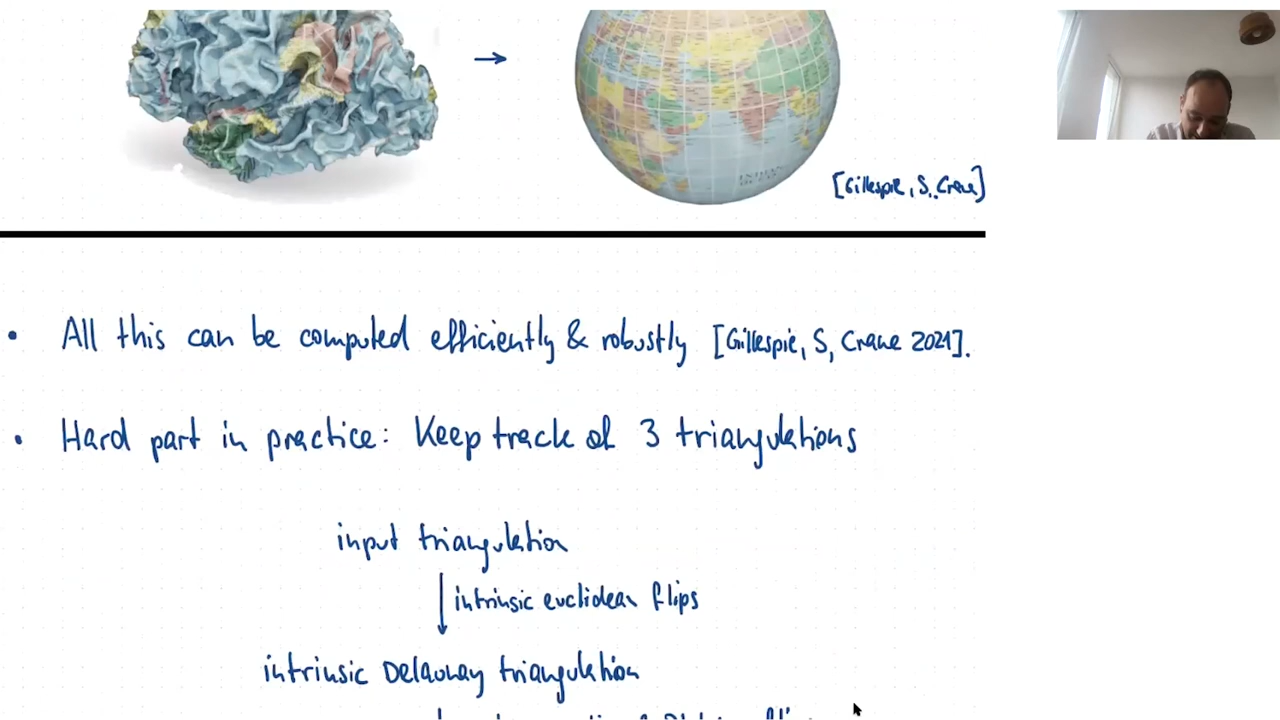 [Gillespie, S, Crane]
• All this can be computed efficiently & robustly [Gillespie, S, Crane 2021].
• Hard part in practice: Keep track of 3 triangulations
input triangulation
intrinsic euclidean flips
intrinsic Delaunay triangulation